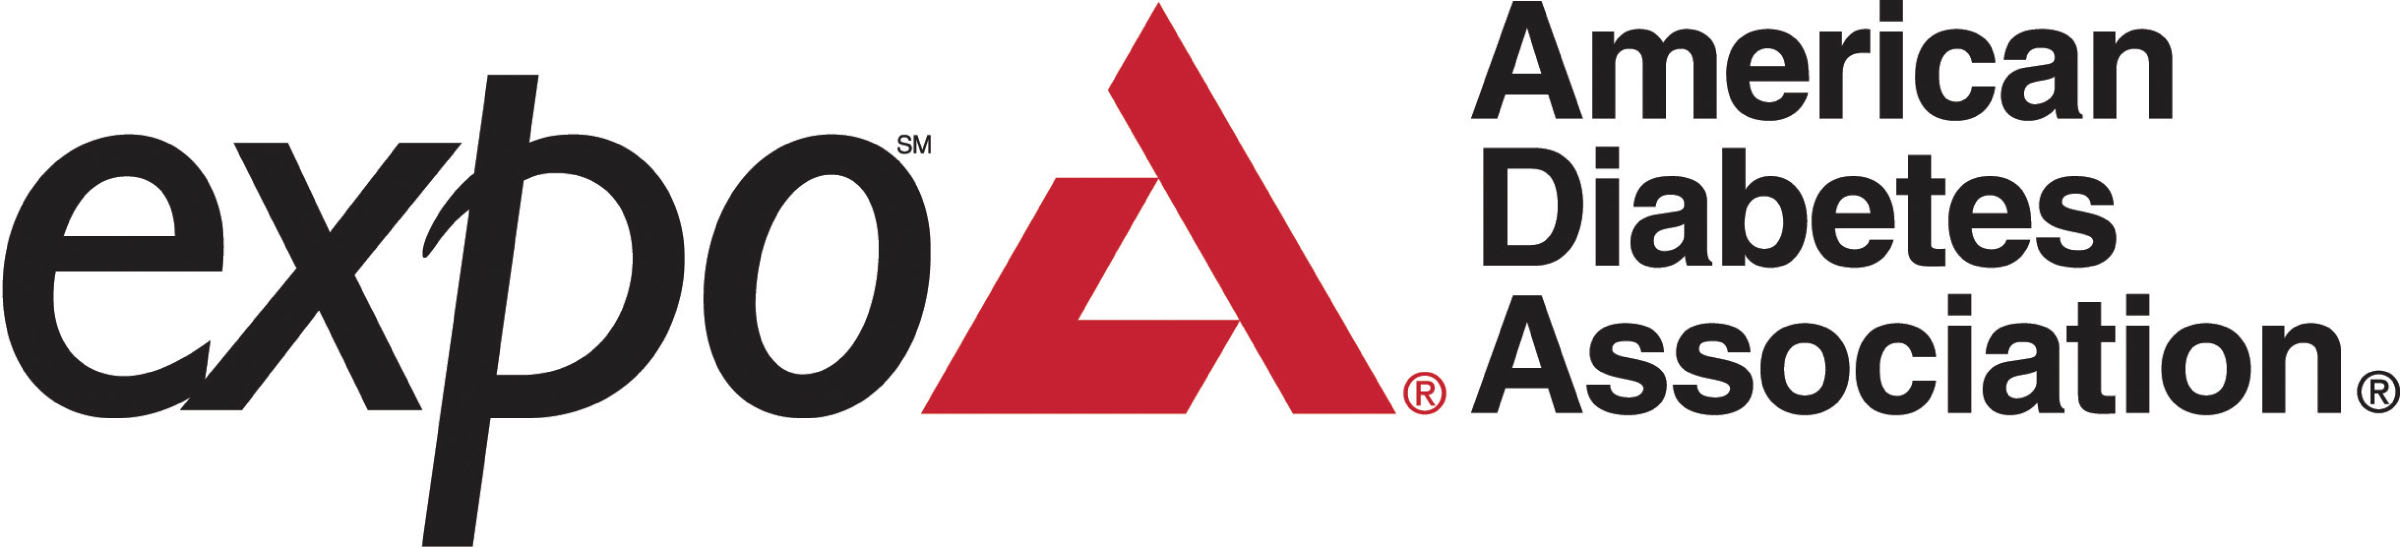 expo℠
®
American
Diabetes
Association®